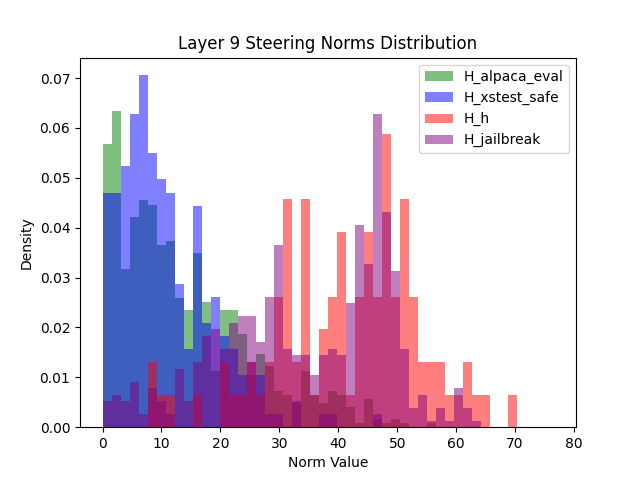 Layer 9 Steering Norms Distribution
H_alpaca_eval
H_xstest_safe
H_h
H_jailbreak
Density
0.07
0.06
0.05
0.04
0.03
0.02
0.01
0.00
0 10 20 30 40 50 60 70 80
Norm Value